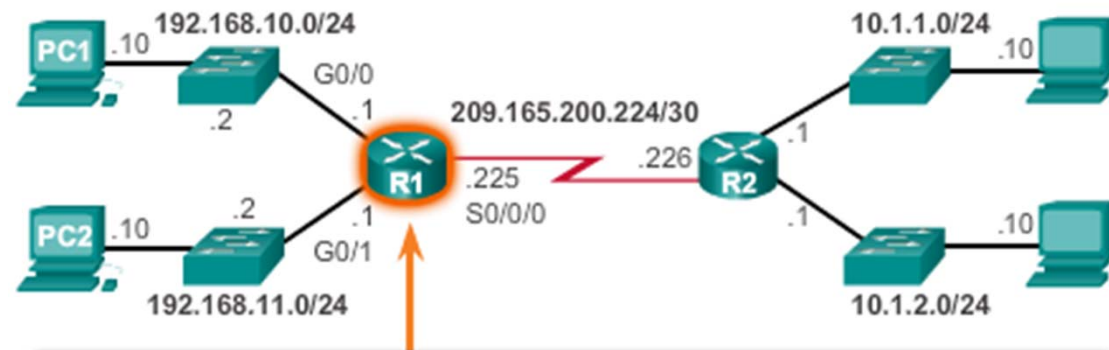 192.168.10.0/24
10.1.1.0/24
PC1
.10
.10
G0/0
.1
.2
209.165.200.224/30
.1
R1
.225
S0/0/0
.226
R2
PC2
.10
.2
.1
G0/1
.1
.10
192.168.11.0/24
10.1.2.0/24